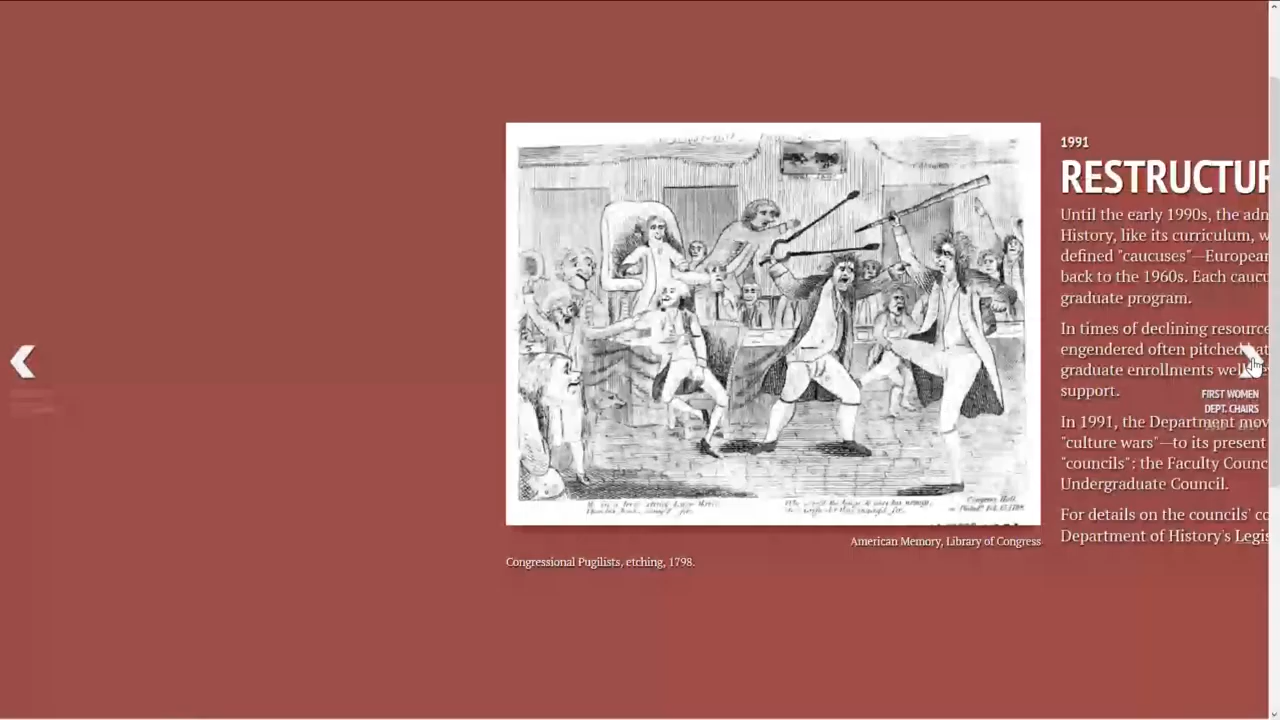 1991
RESTRUCTUR
Until the early 1990s, the adm
History, like its curriculum, w
defined "caucuses"—European
back to the 1960s. Each cauc
graduate program.
In times of declining resource
engendered often pitched
graduate enrollments
support.
In 1991, the Department mov
"culture wars"—to its present
"councils": the Faculty Counc
Undergraduate Council.
For details on the councils' co
Department of History's Legis
FIRST WOMEN
DEPT. CHAIRS
American Memory, Library of Congress
Congressional Pugilists, etching, 1798.